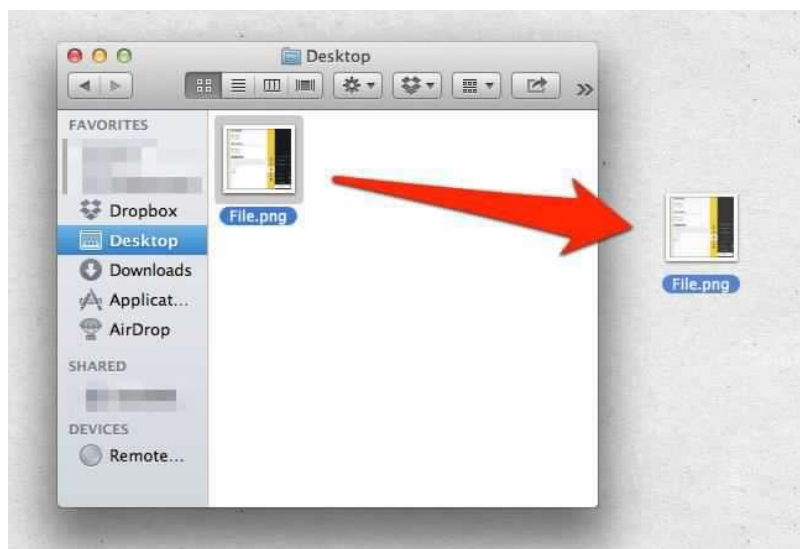 Desktop
FAVORITES
Dropbox
Desktop
Downloads
Applicat...
AirDrop
SHARED
DEVICES
Remote...
File.png
File.png